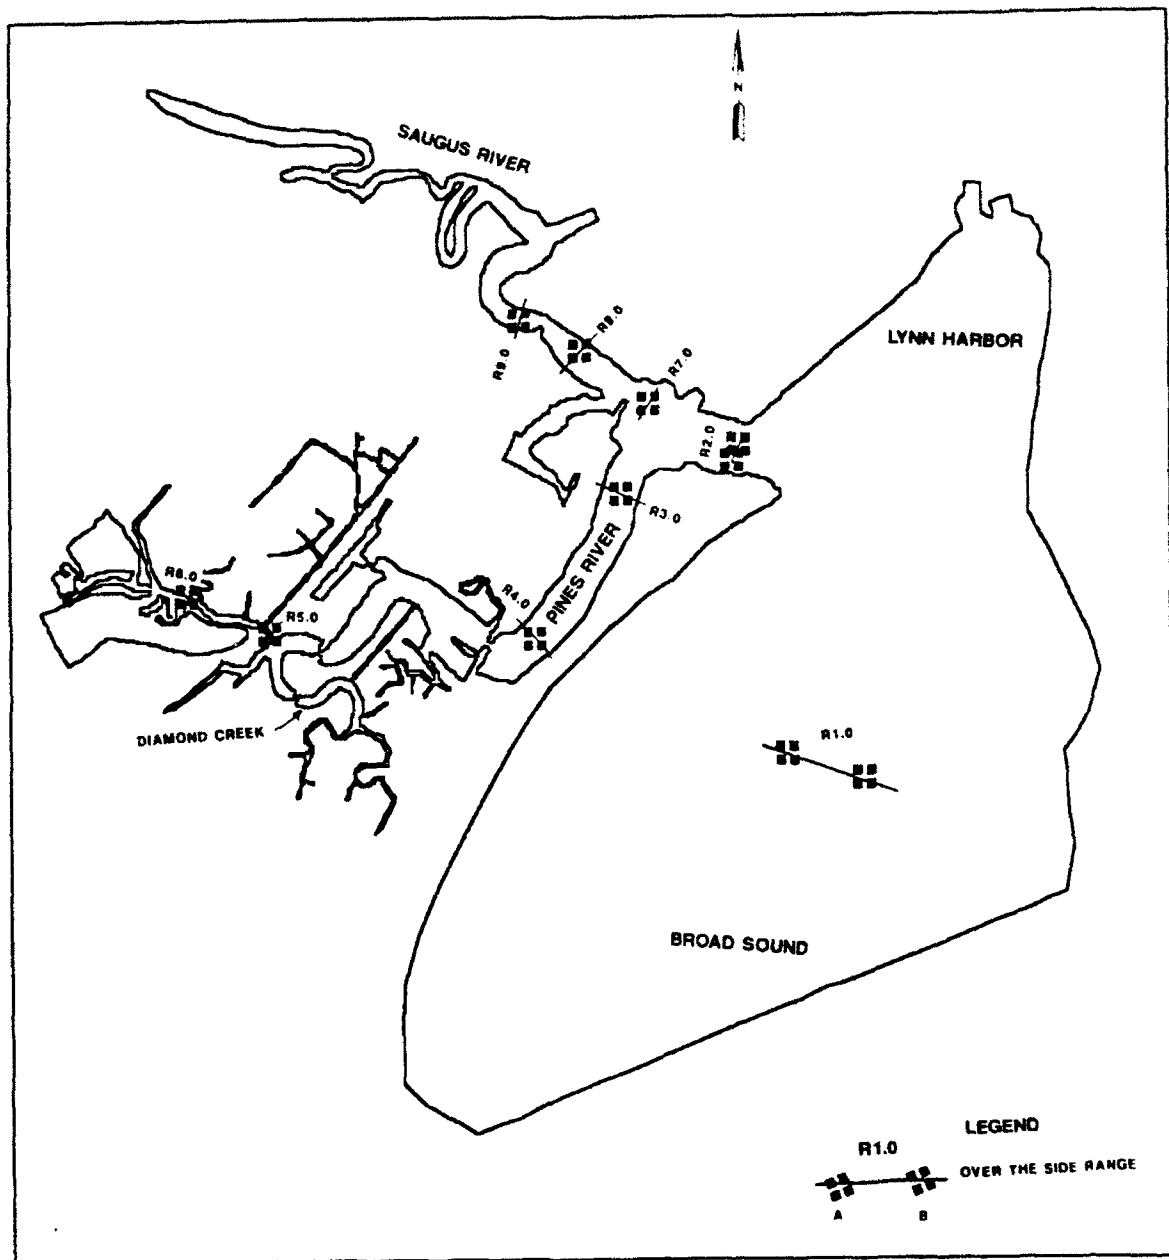 N
SAUGUS RIVER
LYNN HARBOR
R9.0
R8.0
R7.0
R2.0
R3.0
PINES RIVER
R4.0
R6.0
R5.0
DIAMOND CREEK
R1.0
BROAD SOUND
LEGEND
R1.0
OVER THE SIDE RANGE
A B